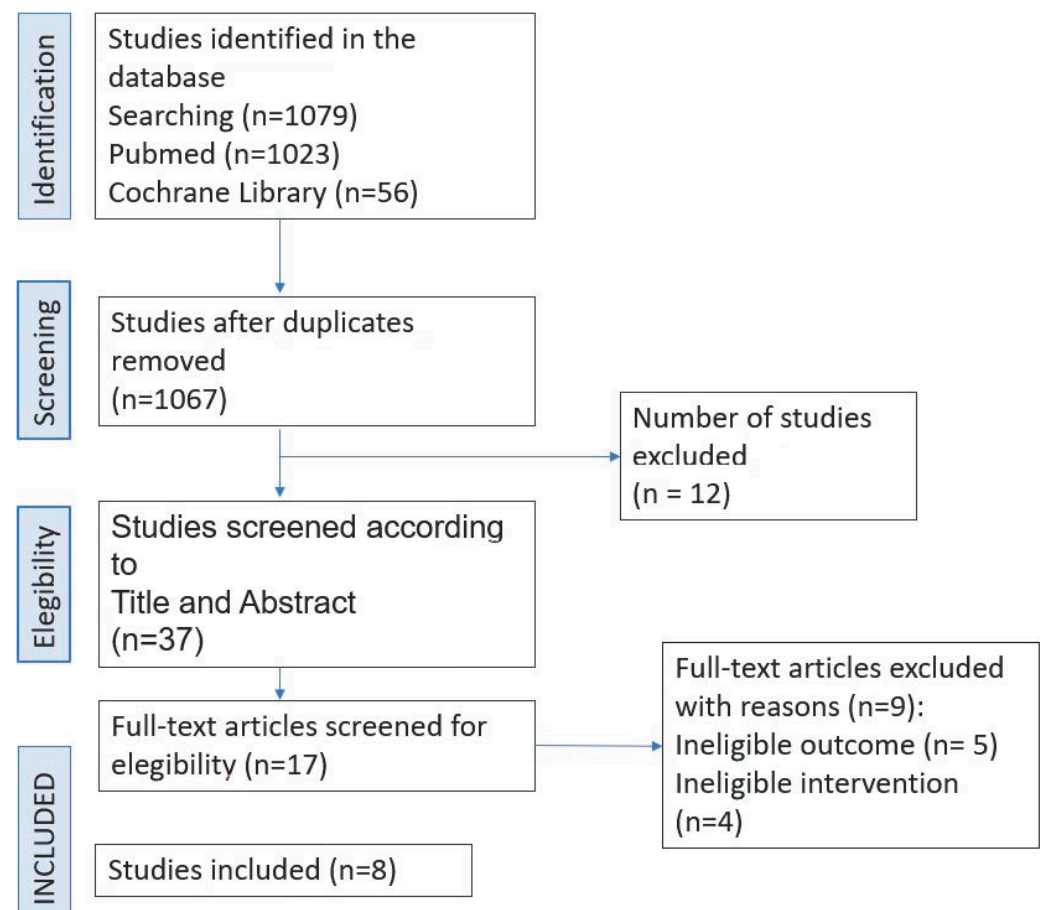 Identification
Studies identified in the
database
Searching (n=1079)
Pubmed (n=1023)
Cochrane Library (n=56)
Screening
Studies after duplicates
removed
(n=1067)
Number of studies
excluded
(n = 12)
Elegibility
Studies screened according
to
Title and Abstract
(n=37)
Full-text articles screened for
elegibility (n=17)
Full-text articles excluded
with reasons (n=9):
Ineligible outcome (n= 5)
Ineligible intervention
(n=4)
INCLUDED
Studies included (n=8)